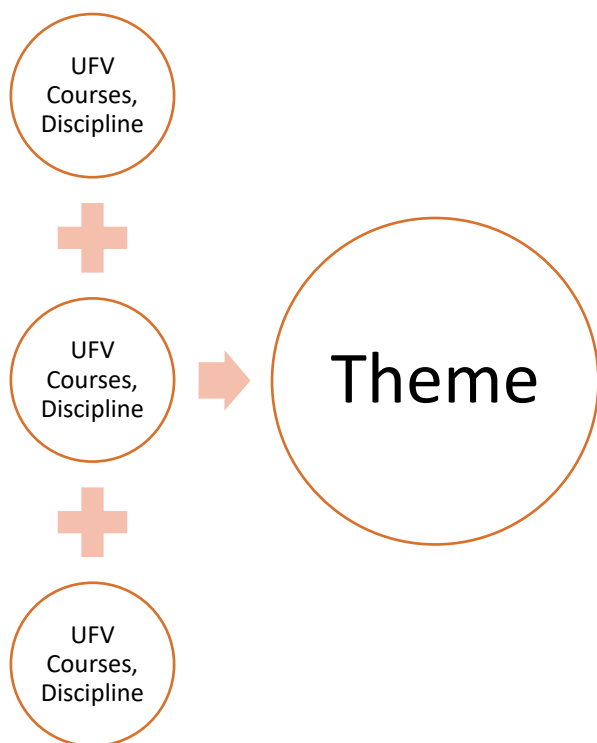 UFV
Courses,
Discipline
UFV
Courses,
Discipline
Theme
UFV
Courses,
Discipline